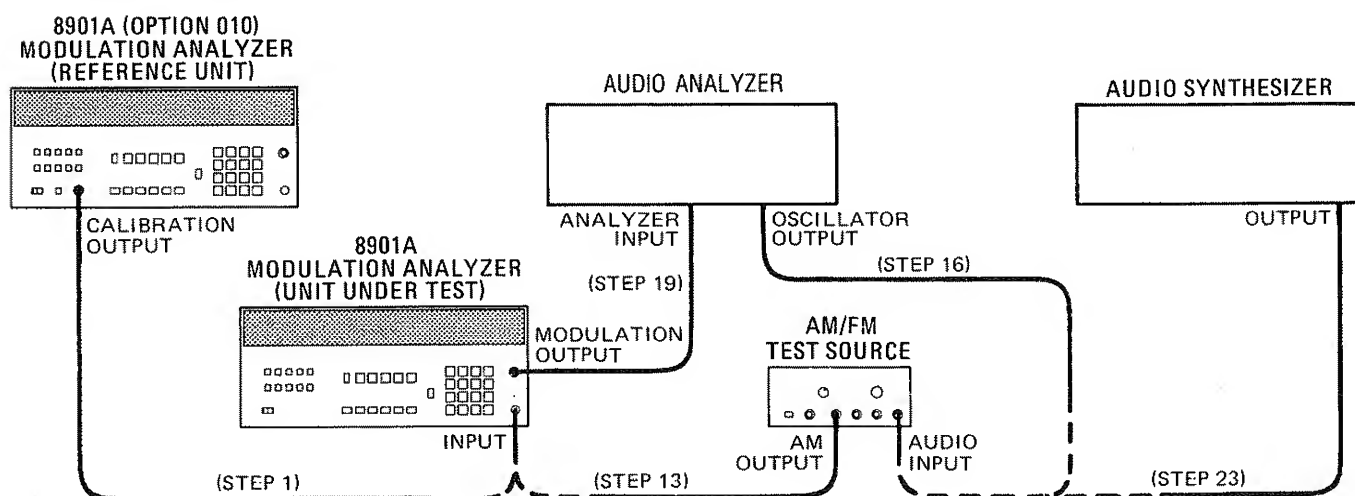 8901A (OPTION 010)
MODULATION ANALYZER
(REFERENCE UNIT)
CALIBRATION
OUTPUT
8901A
MODULATION ANALYZER
(UNIT UNDER TEST)
MODULATION
OUTPUT
INPUT
AUDIO ANALYZER
ANALYZER
INPUT
OSCILLATOR
OUTPUT
(STEP 19)
(STEP 16)
AM/FM
TEST SOURCE
AM
OUTPUT
AUDIO
INPUT
AUDIO SYNTHESIZER
OUTPUT
(STEP 1)
(STEP 13)
(STEP 23)